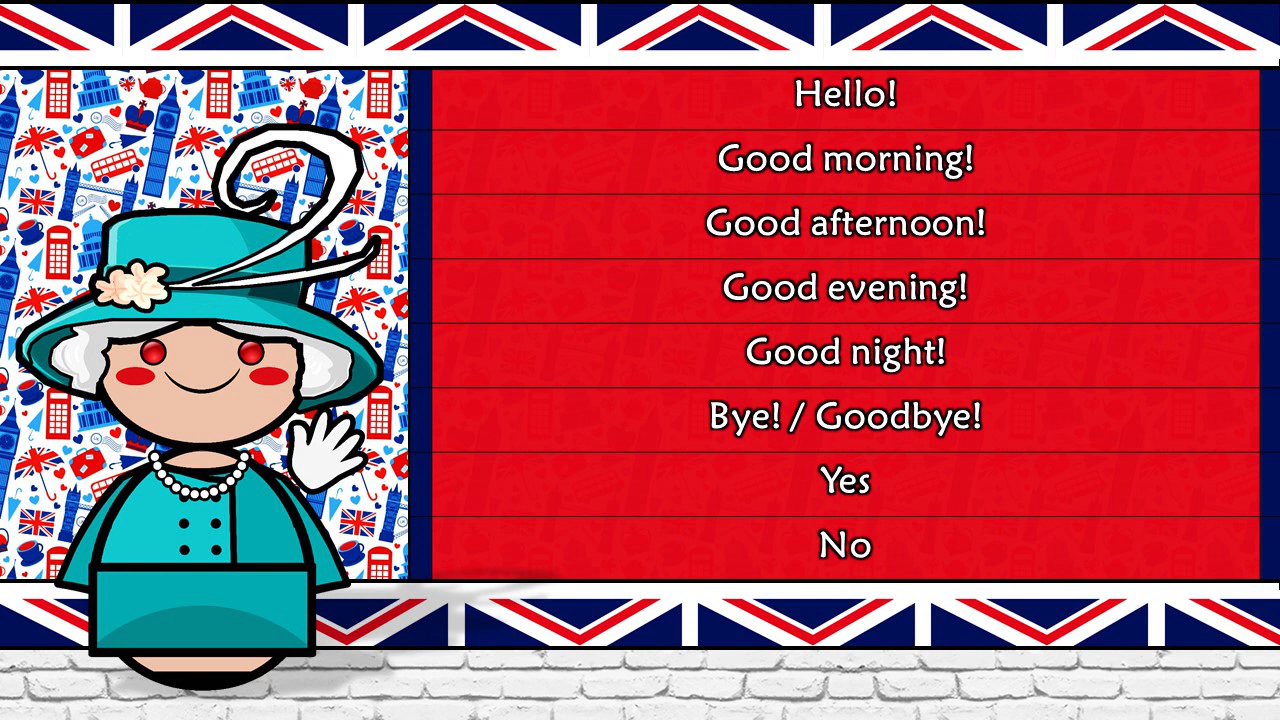 Hello!
Good morning!
Good afternoon!
Good evening!
Good night!
Bye! / Goodbye!
Yes
No